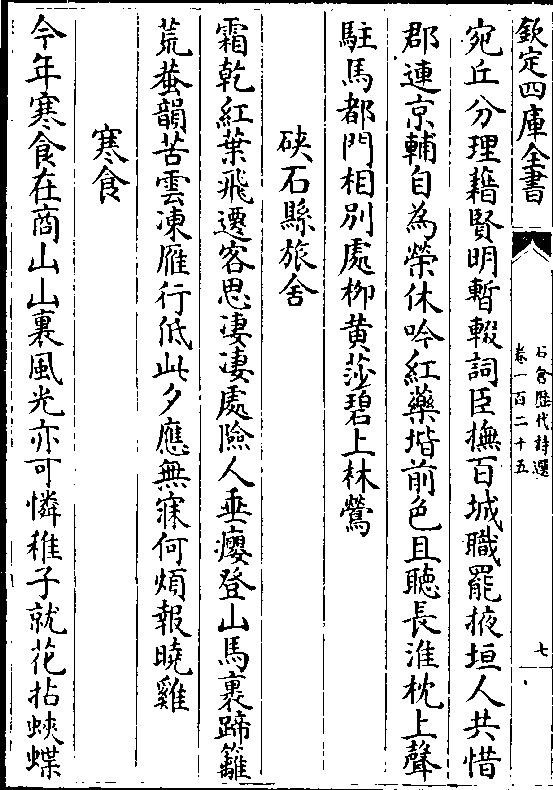 欽定四庫全書
石倉歷代詩選
卷一百二十五
七
宛丘分理藉賢明暫輟詞臣撫百城職罷掖垣人共惜
郡連京輔自為榮休吟紅藥堦前色且聽長淮枕上聲
駐馬都門相別處柳黄莎碧上林鶯
硤石縣旅舍
霜乾紅葉飛遷客思淒淒處險人垂癭登山馬裹蹄籬
荒蛩韻苦雲凍雁行低此夕應無寐何煩報曉雞
寒食
今年寒食在商山山裏風光亦可憐稚子就花拈蛺蝶